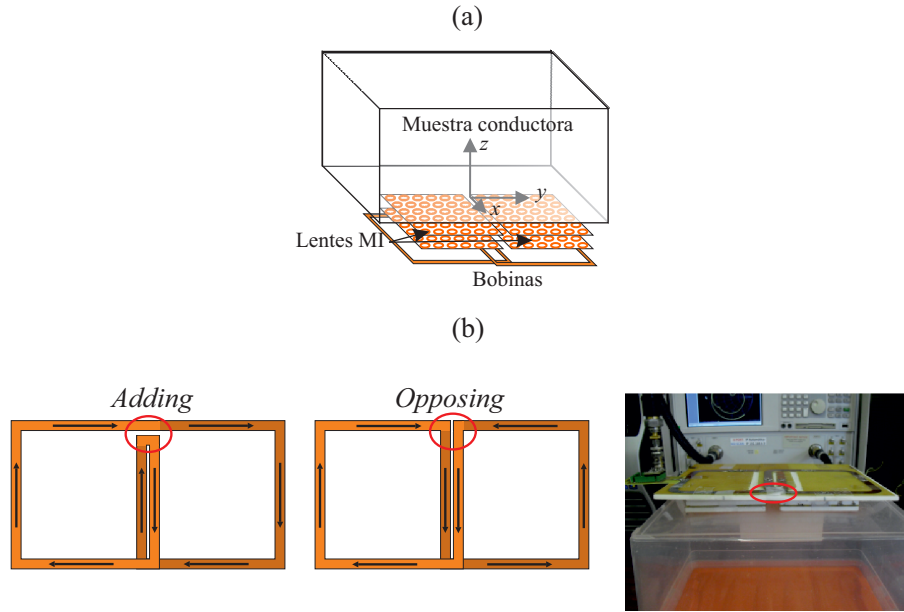 (a)
Muestra conductora
z
y
x
Lentes MI
Bobinas
(b)
Adding
Opposing